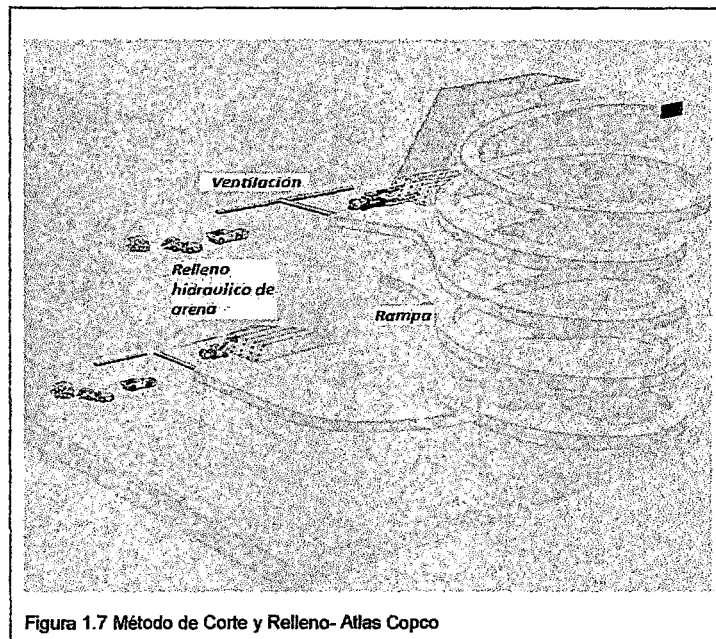 Ventilación
Relleno
hidraulico de
arena
Rampa
Figura 1.7 Método de Corte y Relleno- Atlas Copco